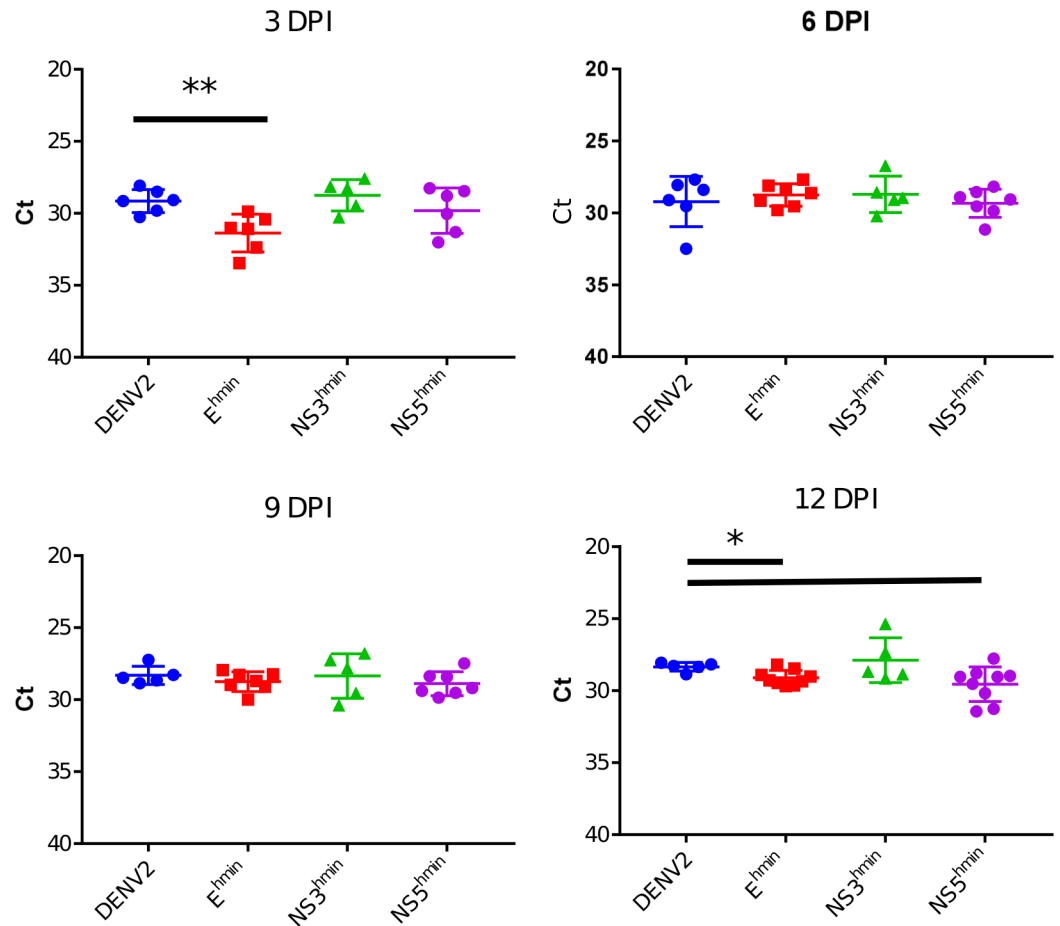 3 DPI
Ct
20
25
30
35
40
**
DENV2
E^hmin
NS3^hmin
NS5^hmin
6 DPI
Ct
20
25
30
35
40
DENV2
E^hmin
NS3^hmin
NS5^hmin
9 DPI
Ct
20
25
30
35
40
DENV2
E^hmin
NS3^hmin
NS5^hmin
12 DPI
Ct
20
25
30
35
40
*
DENV2
E^hmin
NS3^hmin
NS5^hmin